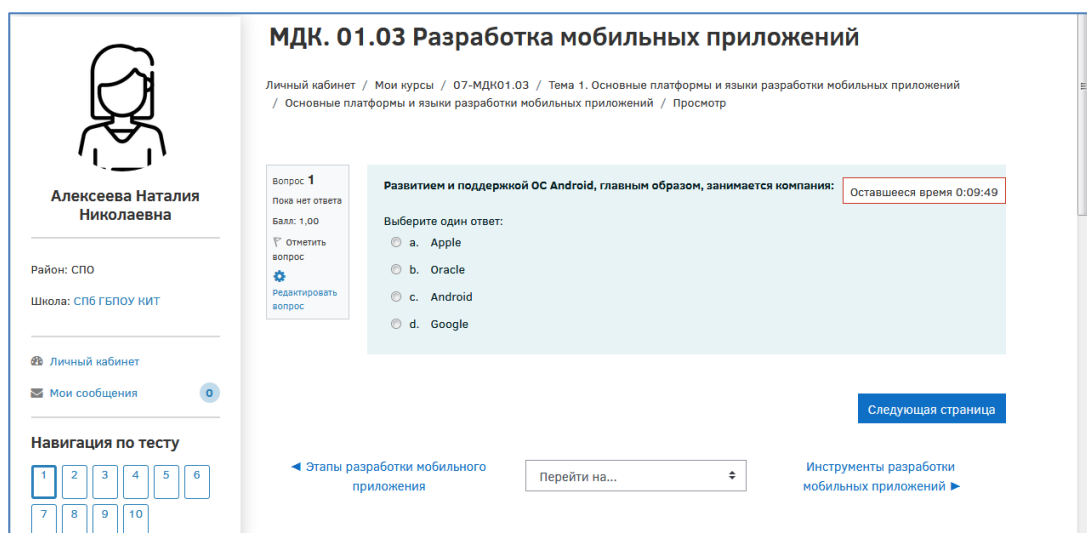 МДК. 01.03 Разработка мобильных приложений
Личный кабинет / Мои курсы / 07-МДК01.03 / Тема 1. Основные платформы и языки разработки мобильных приложений
/ Основные платформы и языки разработки мобильных приложений / Просмотр
Алексеева Наталия
Николаевна
Район: СПО
Школа: СПб ГБПОУ КИТ
Личный кабинет
Мои сообщения 0
Навигация по тесту
1 2 3 4 5 6
7 8 9 10
Вопрос 1
Пока нет ответа
Балл: 1,00
Отметить
вопрос
Редактировать
вопрос
Развитием и поддержкой ОС Android, главным образом, занимается компания:
Оставшееся время 0:09:49
Выберите один ответ:
a. Apple
b. Oracle
c. Android
d. Google
Следующая страница
◄ Этапы разработки мобильного
приложения
Перейти на...
Инструменты разработки
мобильных приложений ►